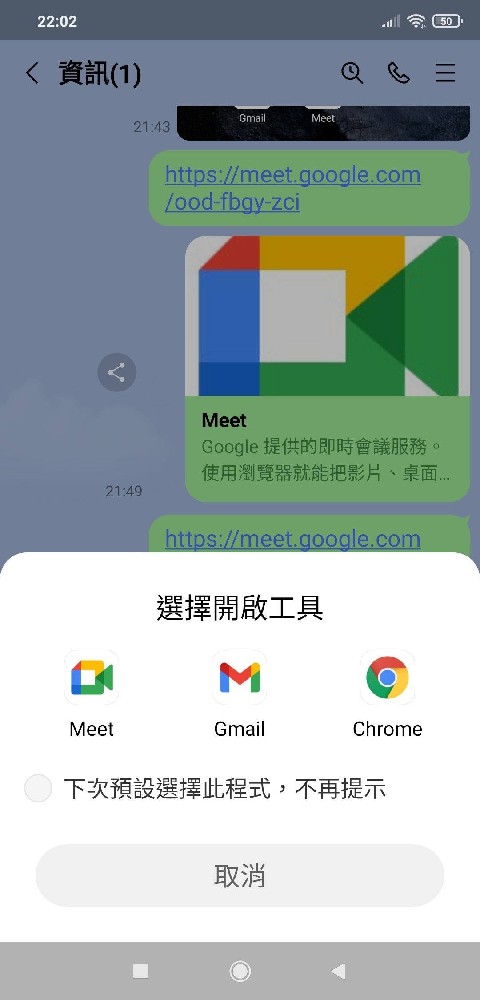 22:02
50
資訊(1)
Gmail
Meet
21:43
https://meet.google.com
/ood-fbgy-zci
Meet
Google 提供的即時會議服務。
使用瀏覽器就能把影片、桌面...
21:49
https://meet.google.com
選擇開啟工具
Meet
Gmail
Chrome
下次預設選擇此程式，不再提示
取消